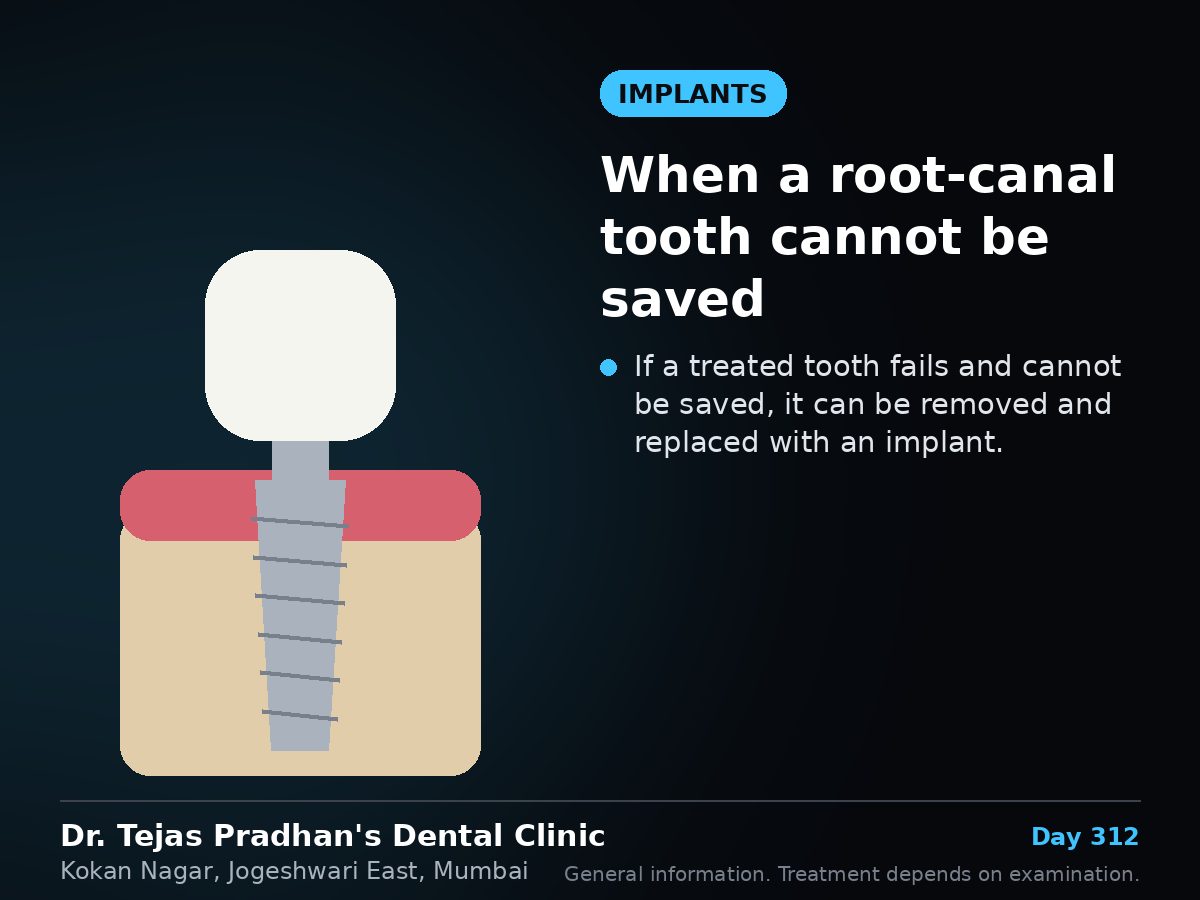 IMPLANTS
When a root-canal
tooth cannot be
saved
If a treated tooth fails and cannot
be saved, it can be removed and
replaced with an implant.
Dr. Tejas Pradhan's Dental Clinic
Day 312
Kokan Nagar, Jogeshwari East, Mumbai
General information. Treatment depends on examination.